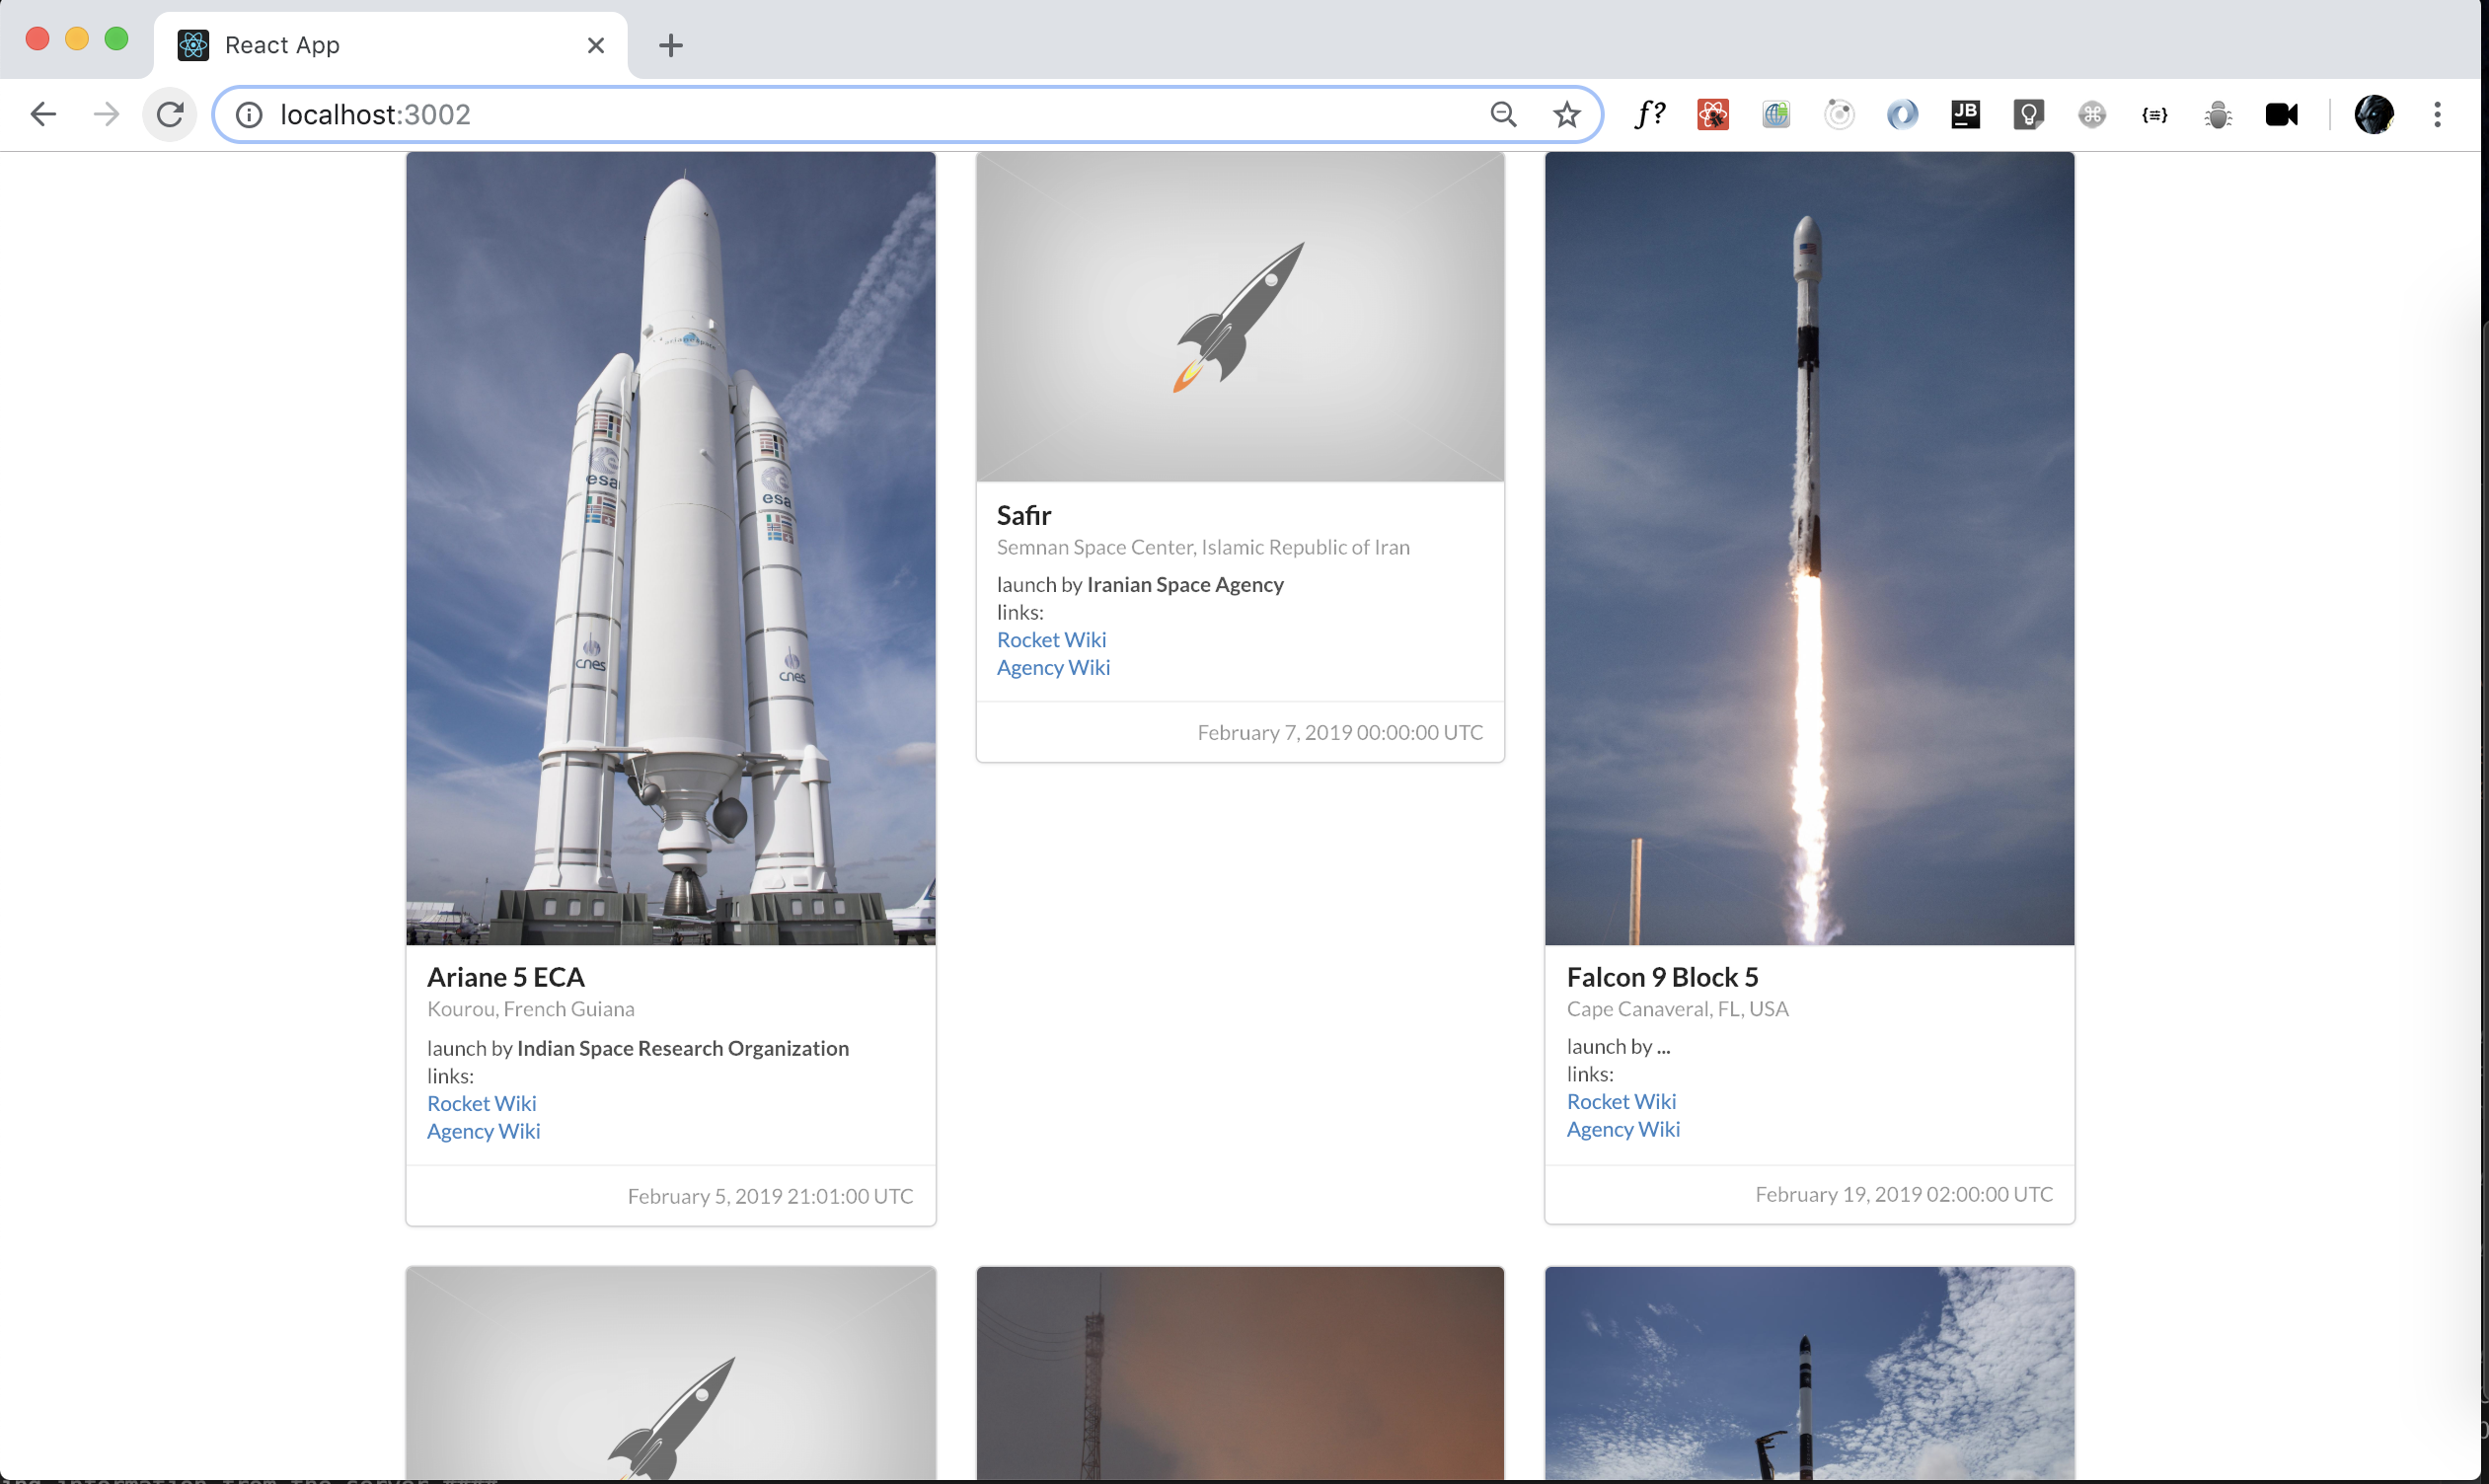 React App
localhost:3002
f?
JB
{≡}
arianespace
esa
esa
cnes
cnes
Ariane 5 ECA
Kourou, French Guiana
launch by Indian Space Research Organization
links:
Rocket Wiki
Agency Wiki
February 5, 2019 21:01:00 UTC
Safir
Semnan Space Center, Islamic Republic of Iran
launch by Iranian Space Agency
links:
Rocket Wiki
Agency Wiki
February 7, 2019 00:00:00 UTC
Falcon 9 Block 5
Cape Canaveral, FL, USA
launch by ...
links:
Rocket Wiki
Agency Wiki
February 19, 2019 02:00:00 UTC